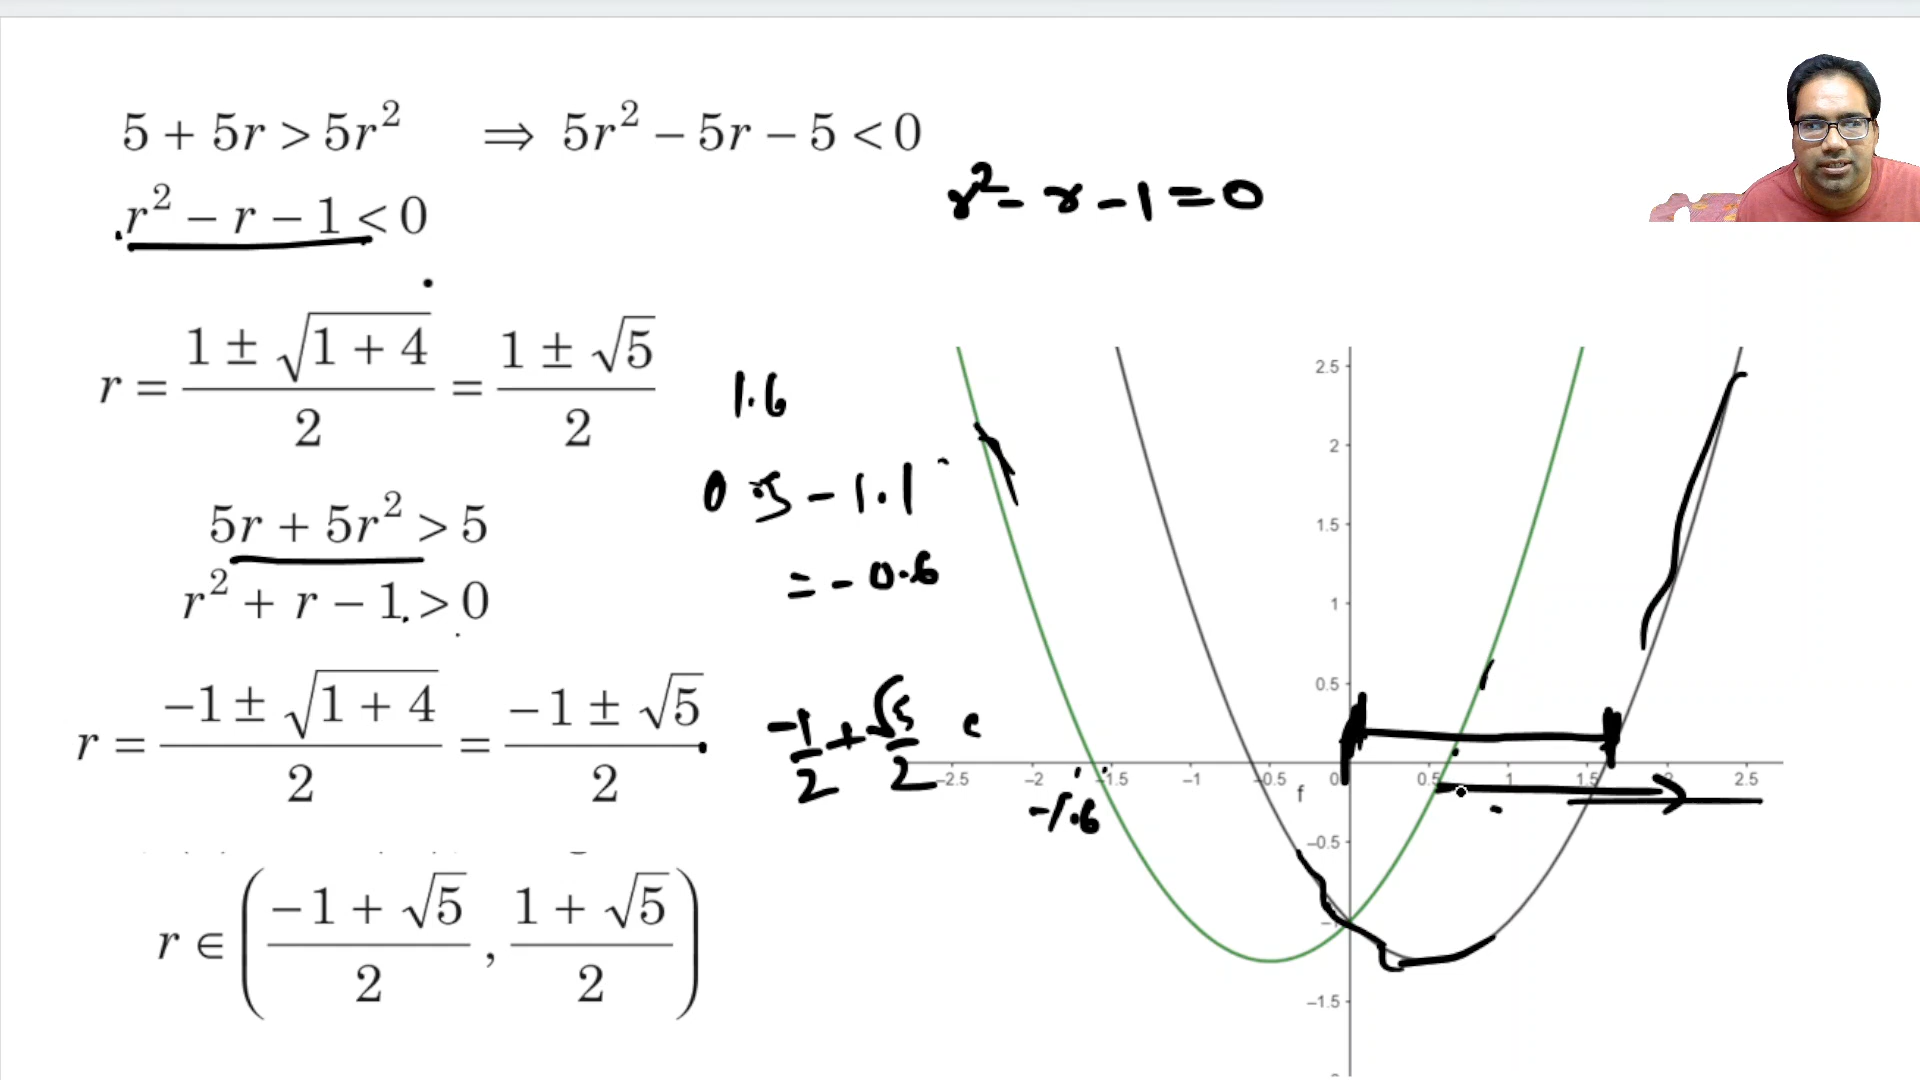 5 + 5r > 5r² ⟹ 5r² − 5r − 5 < 0
r² − r − 1 = 0
r² − r − 1 < 0
r = (1 ± √(1 + 4))/2 = (1 ± √5)/2
1.6
0.5 − 1.1
= − 0.6
5r + 5r² > 5
r² + r − 1 > 0
r = (−1 ± √(1 + 4))/2 = (−1 ± √5)/2
−1/2 + √5/2
r ∈ ((−1 + √5)/2 , (1 + √5)/2)
2.5
2
1.5
1
0.5
−2.5 −2 −1.5 −1 −0.5 0 0.5 1 1.5 2 2.5
f
−1.6
−0.5
−1.5